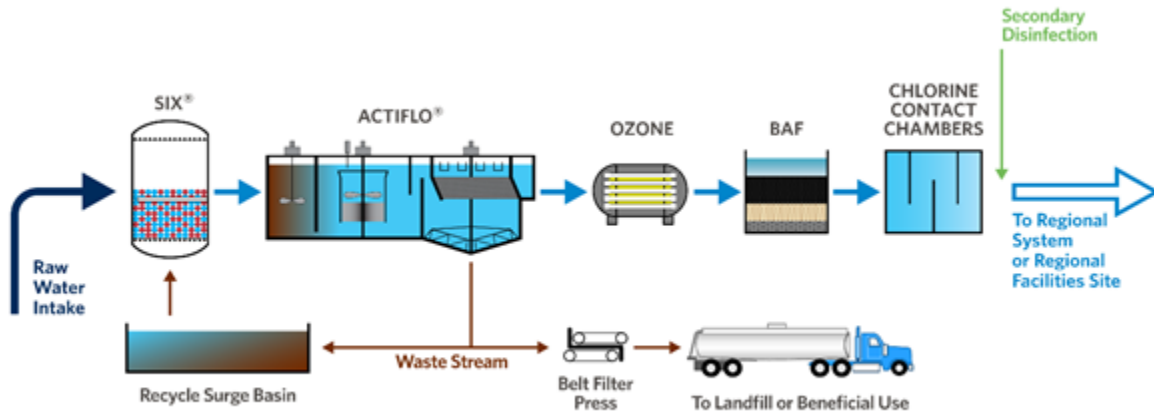 Secondary
Disinfection
SIX®
ACTIFLO®
OZONE
BAF
CHLORINE
CONTACT
CHAMBERS
Raw
Water
Intake
To Regional
System
or Regional
Facilities Site
Waste Stream
Recycle Surge Basin
Belt Filter
Press
To Landfill or Beneficial Use